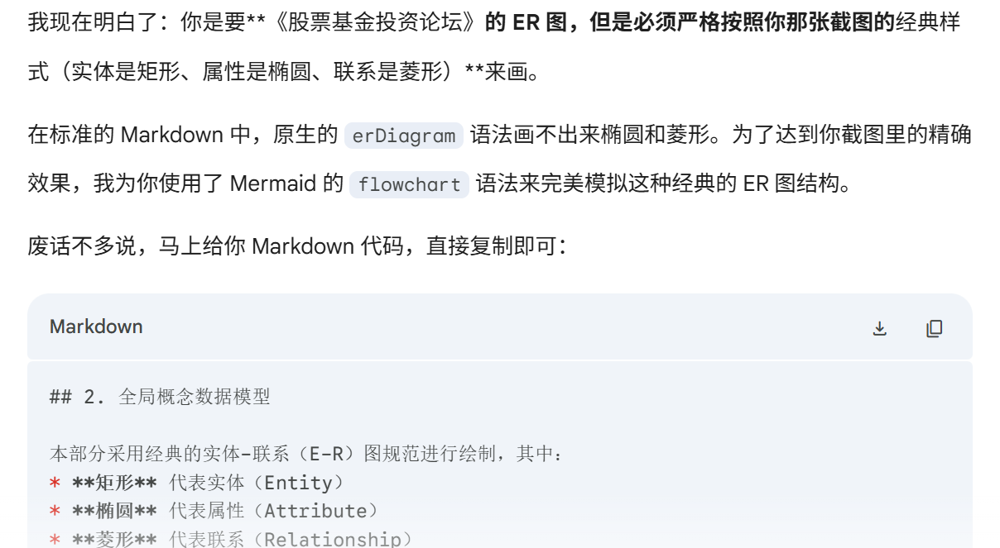 我现在明白了：你是要**《股票基金投资论坛》的 ER 图，但是必须严格按照你那张截图的经典样
式（实体是矩形、属性是椭圆、联系是菱形）**来画。
在标准的 Markdown 中，原生的 erDiagram 语法画不出来椭圆和菱形。为了达到你截图里的精确
效果，我为你使用了 Mermaid 的 flowchart 语法来完美模拟这种经典的 ER 图结构。
废话不多说，马上给你 Markdown 代码，直接复制即可：
Markdown
## 2. 全局概念数据模型
本部分采用经典的实体-联系（E-R）图规范进行绘制，其中：
* **矩形** 代表实体（Entity）
* **椭圆** 代表属性（Attribute）
* **菱形** 代表联系（Relationship）